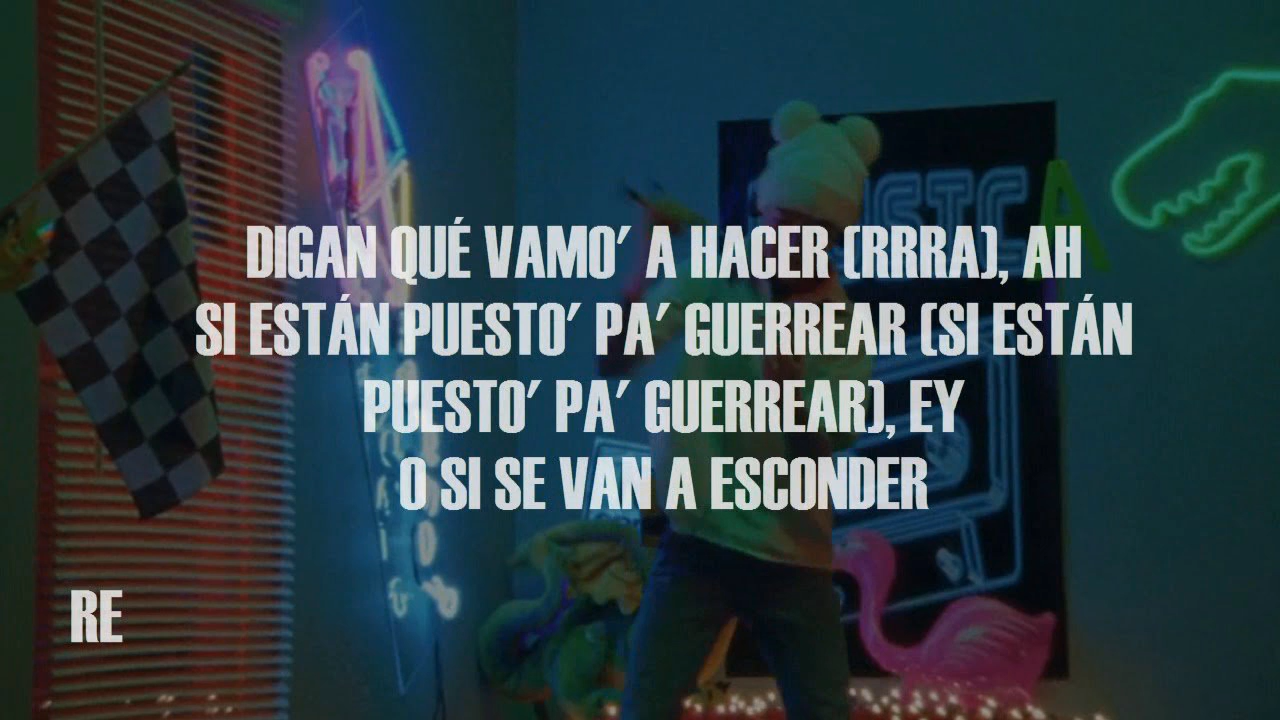 DIGAN QUÉ VAMO' A HACER (RRRA), AH
SI ESTÁN PUESTO' PA' GUERREAR (SI ESTÁN
PUESTO' PA' GUERREAR), EY
O SI SE VAN A ESCONDER
RE